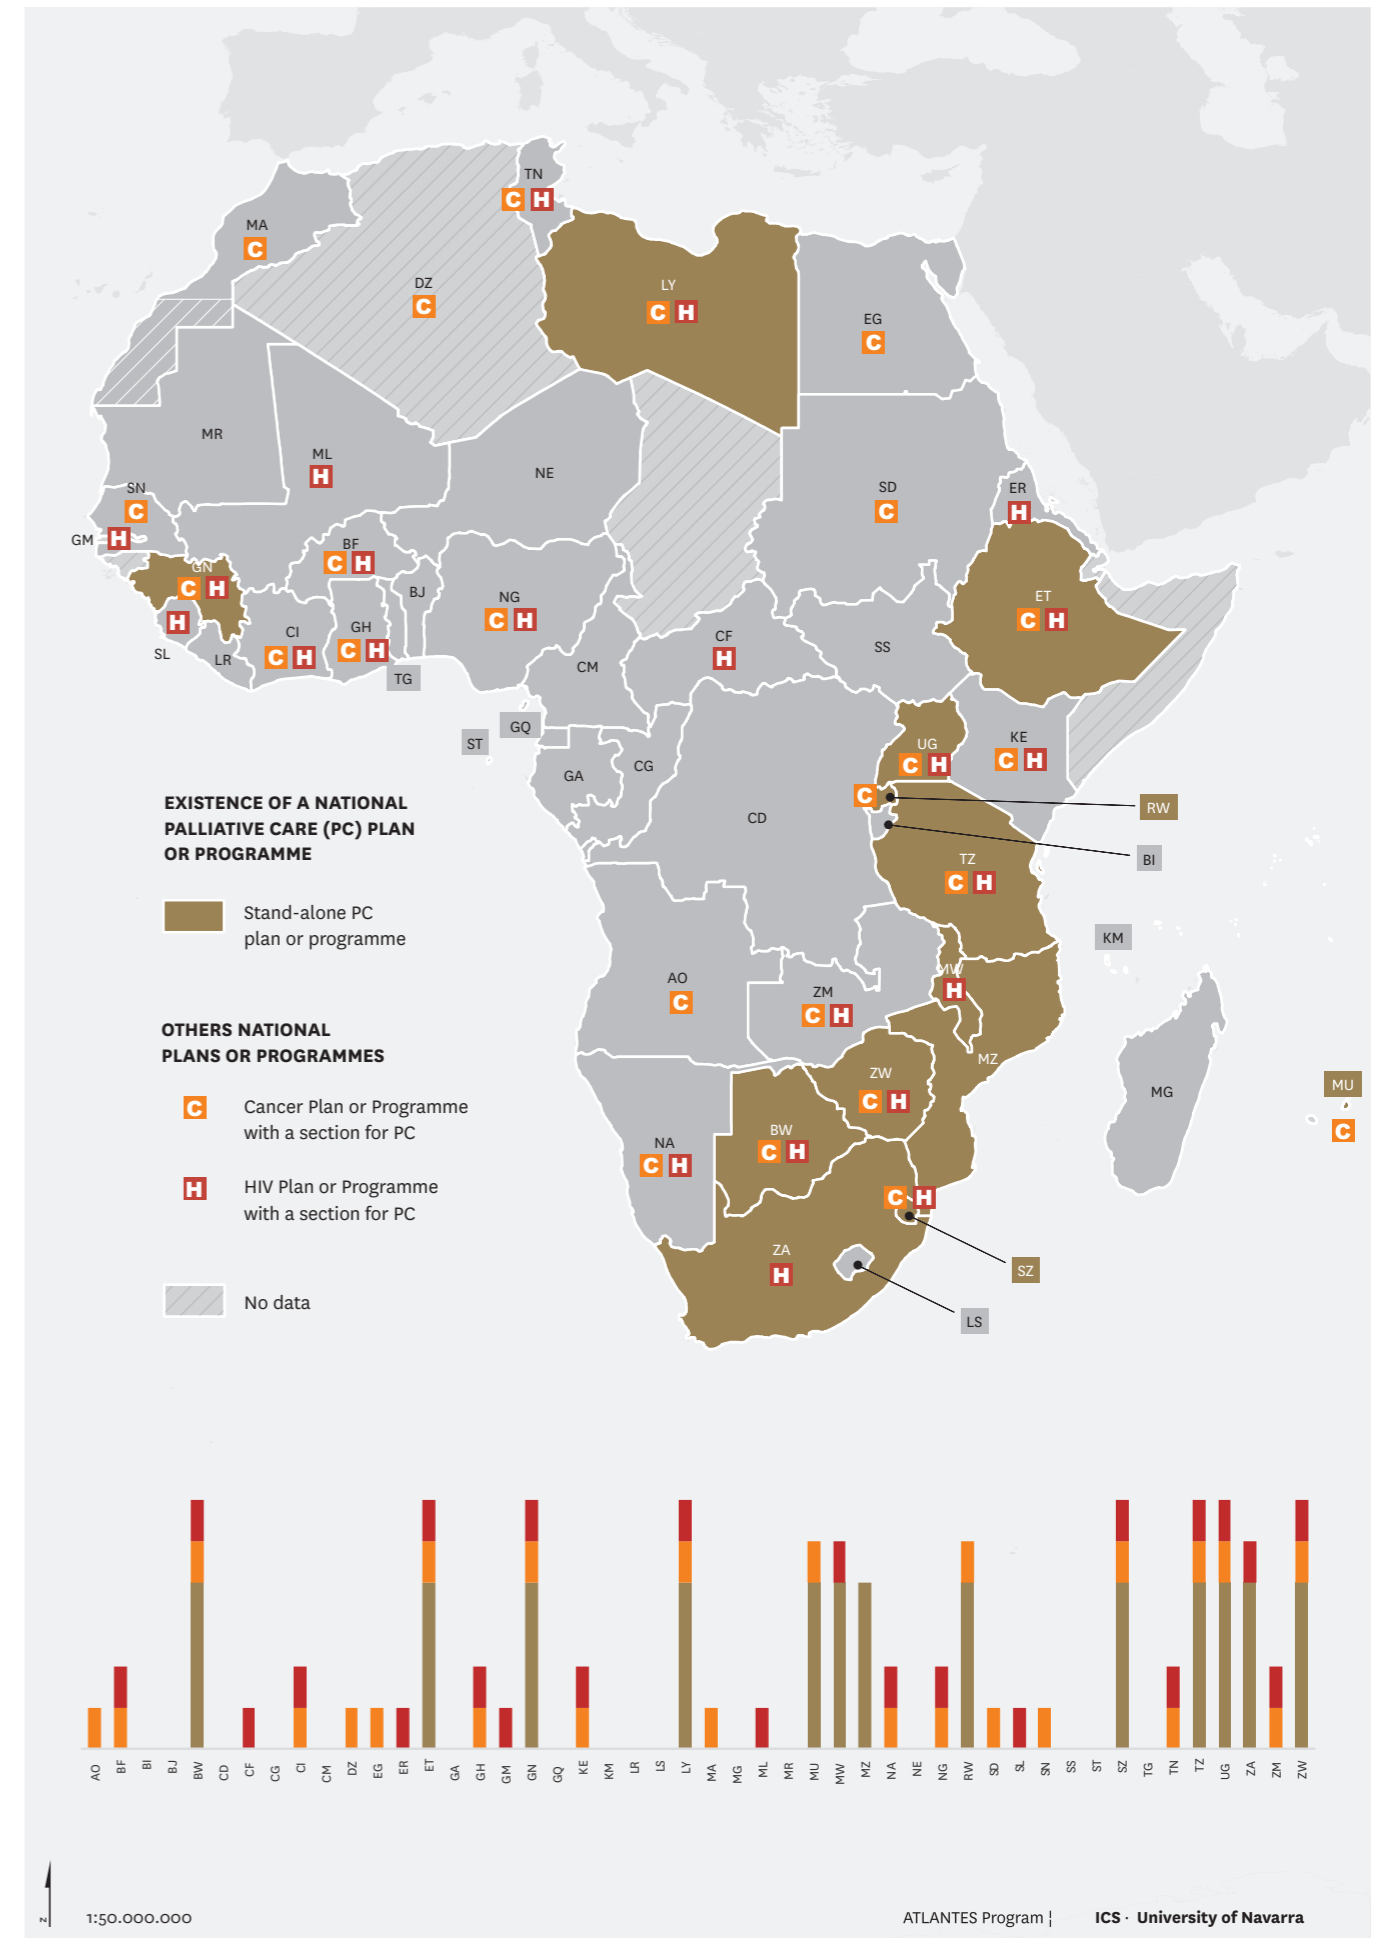 TN
C H
MA
C
DZ
C
LY
C H
EG
C
MR
ML
H
NE
SD
C
ER
H
SN
C
GM H
BF
C H
GN
C H
BJ
NG
C H
ET
C H
H
SL
LR
CI
C H
GH
C H
TG
CF
H
SS
CM
GQ
ST
UG
C H
KE
C H
GA
CG
C
RW
CD
BI
TZ
C H
KM
EXISTENCE OF A NATIONAL
PALLIATIVE CARE (PC) PLAN
OR PROGRAMME
Stand-alone PC
plan or programme
AO
C
ZM
C H
MW
H
MZ
OTHERS NATIONAL
PLANS OR PROGRAMMES
C
Cancer Plan or Programme
with a section for PC
H
HIV Plan or Programme
with a section for PC
No data
ZW
C H
MG
MU
C
NA
C H
BW
C H
C H
SZ
ZA
H
LS
AO BF BI BJ BW CD CF CG CI CM DZ EG ER ET GA GH GM GN GQ KE KM LR LS LY MA MG ML MR MU MW MZ NA NE NG RW SD SL SN SS ST SZ TG TN TZ UG ZA ZM ZW
N
1:50.000.000
ATLANTES Program ¦ ICS · University of Navarra